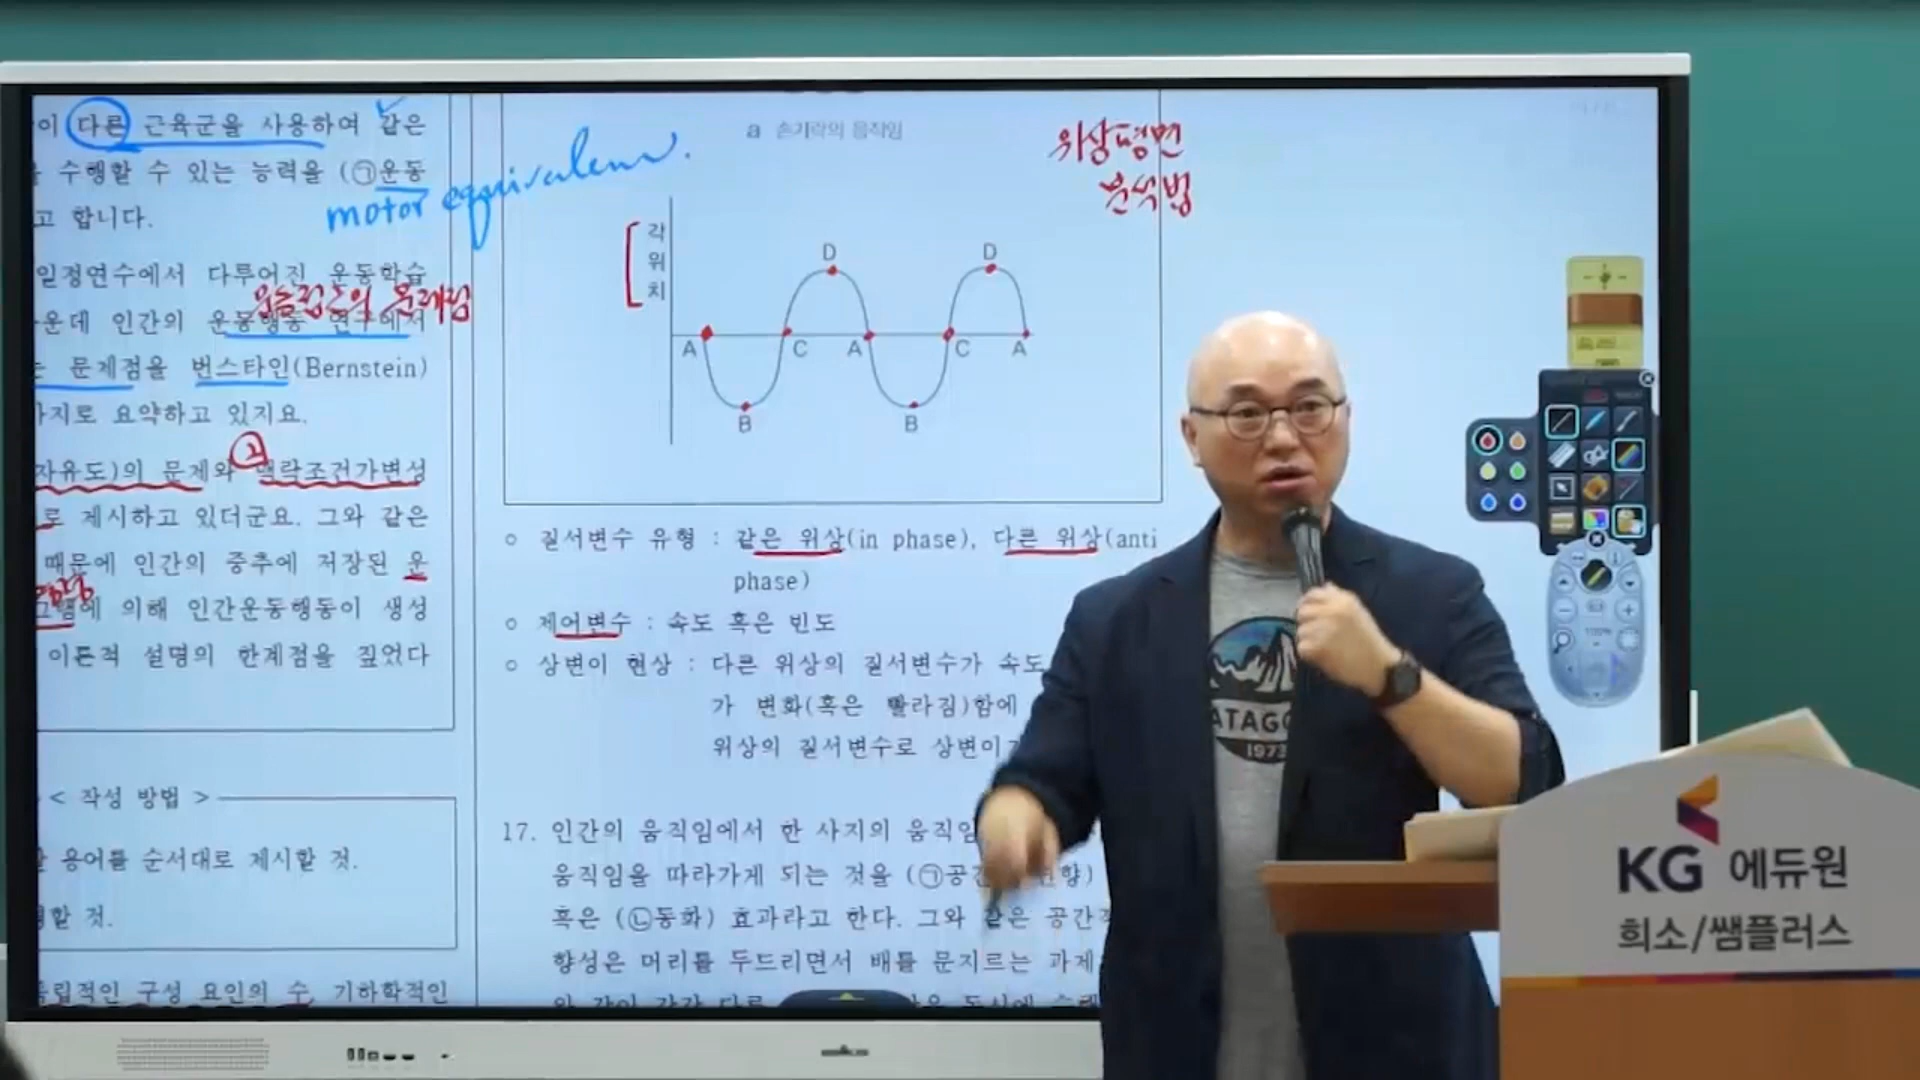 이 다른 근육군을 사용하여 같은
수행할 수 있는 능력을 (㉠운동
고 합니다.
motor
일정연수에서 다투어진 운동학습
운데 인간의 운동행동 연구에서
문제점을 번스타인(Bernstein)
가지로 요약하고 있지요.
자유도)의 문제와 맥락조건가변성
②
로 제시하고 있더군요. 그와 같은
때문에 인간의 중추에 저장된 운
그램에 의해 인간운동행동이 생성
이론적 설명의 한계점을 짚었다
< 작성 방법 >
용어를 순서대로 제시할 것.
할 것.
독립적인 구성 요인의 수, 기하학적인
a 손가락의 움직임
위상평면
분석법
각
위
치
D D
A C A C A
B B
○ 질서변수 유형 : 같은 위상(in phase), 다른 위상(anti
phase)
○ 제어변수 : 속도 혹은 빈도
○ 상변이 현상 : 다른 위상의 질서변수가 속도
가 변화(혹은 빨라짐)함에
위상의 질서변수로 상변이가
17. 인간의 움직임에서 한 사지의 움직임
움직임을 따라가게 되는 것을 (㉠공간 향)
혹은 (㉡동화) 효과라고 한다. 그와 같은 공간적
향성은 머리를 두드리면서 배를 문지르는 과제
ATAGO
1973
KG 에듀원
희소/쌤플러스